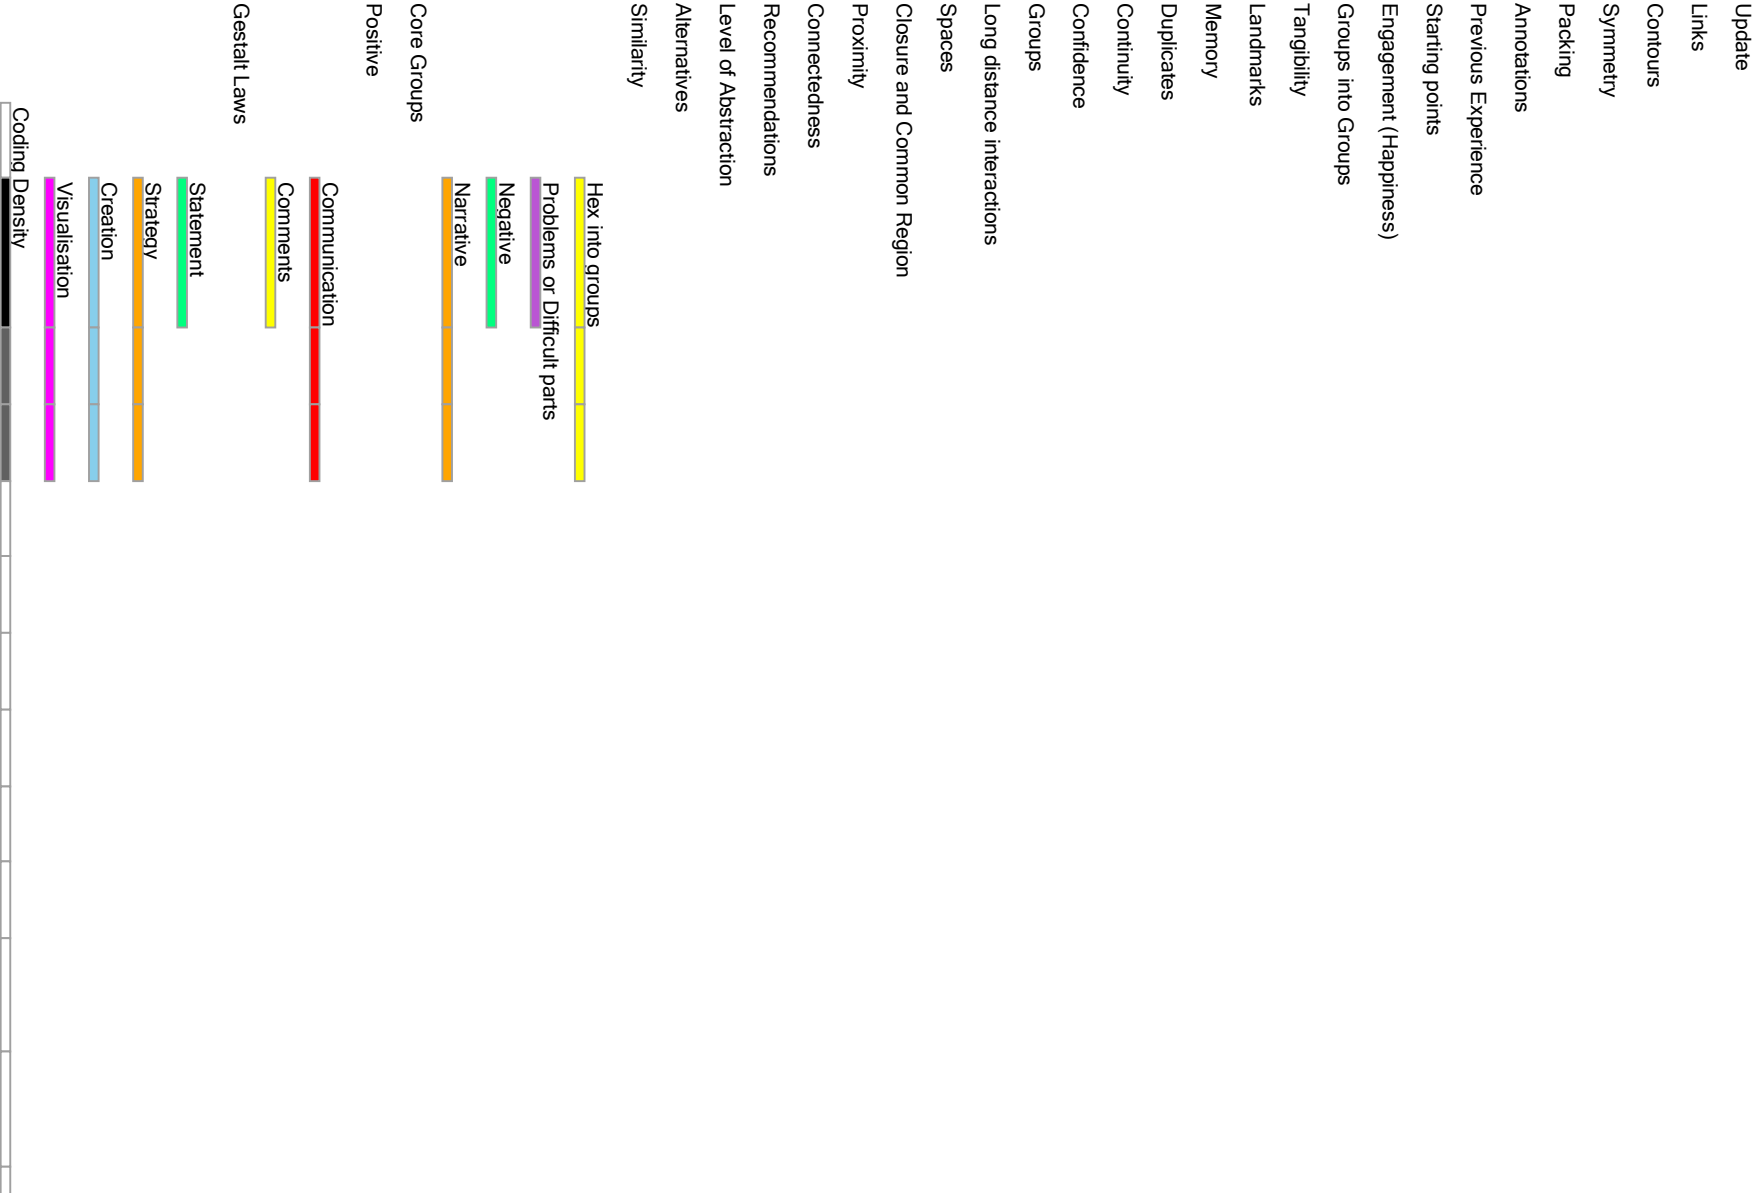 Coding Density
Visualisation
Creation
Strategy
Statement
Gestalt Laws
Comments
Communication
Positive
Core Groups
Narrative
Negative
Problems or Difficult parts
Hex into groups
Similarity
Alternatives
Level of Abstraction
Recommendations
Connectedness
Proximity
Closure and Common Region
Spaces
Long distance interactions
Groups
Confidence
Continuity
Duplicates
Memory
Landmarks
Tangibility
Groups into Groups
Engagement (Happiness)
Starting points
Previous Experience
Annotations
Packing
Symmetry
Contours
Links
Update